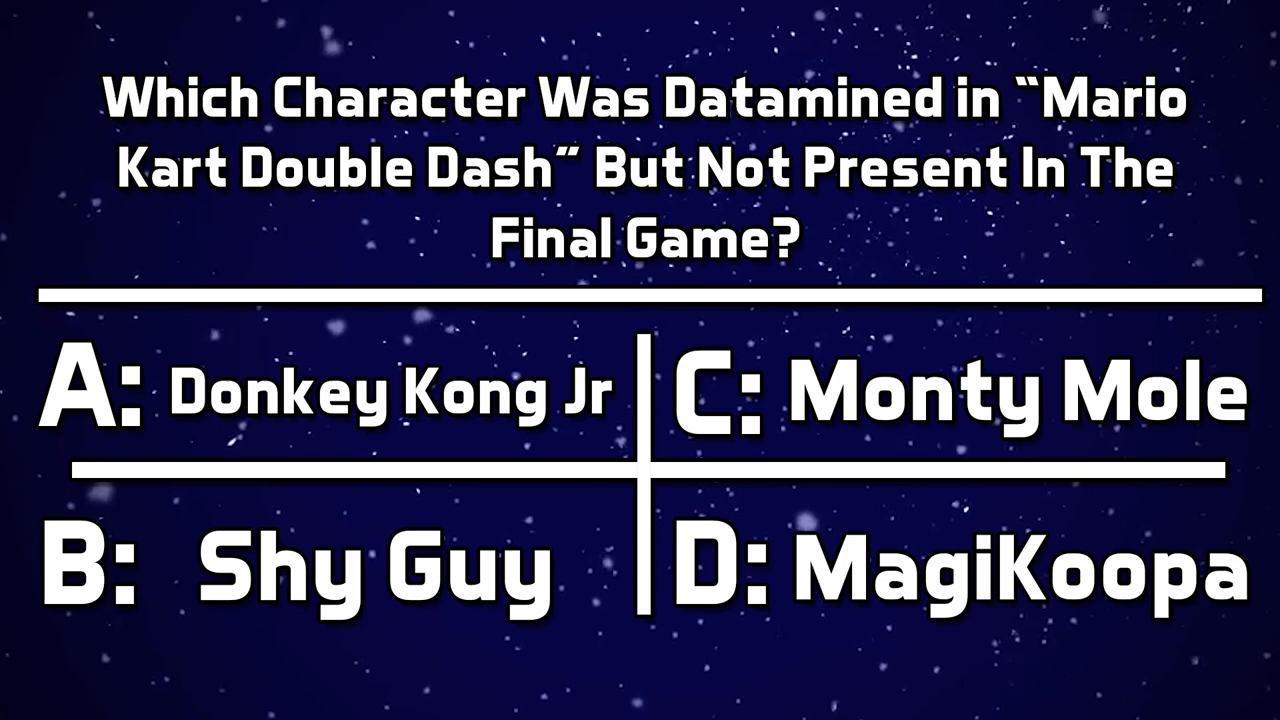 Which Character Was Datamined in “Mario
Kart Double Dash” But Not Present In The
Final Game?
A: Donkey Kong Jr
C: Monty Mole
B: Shy Guy
D: MagiKoopa